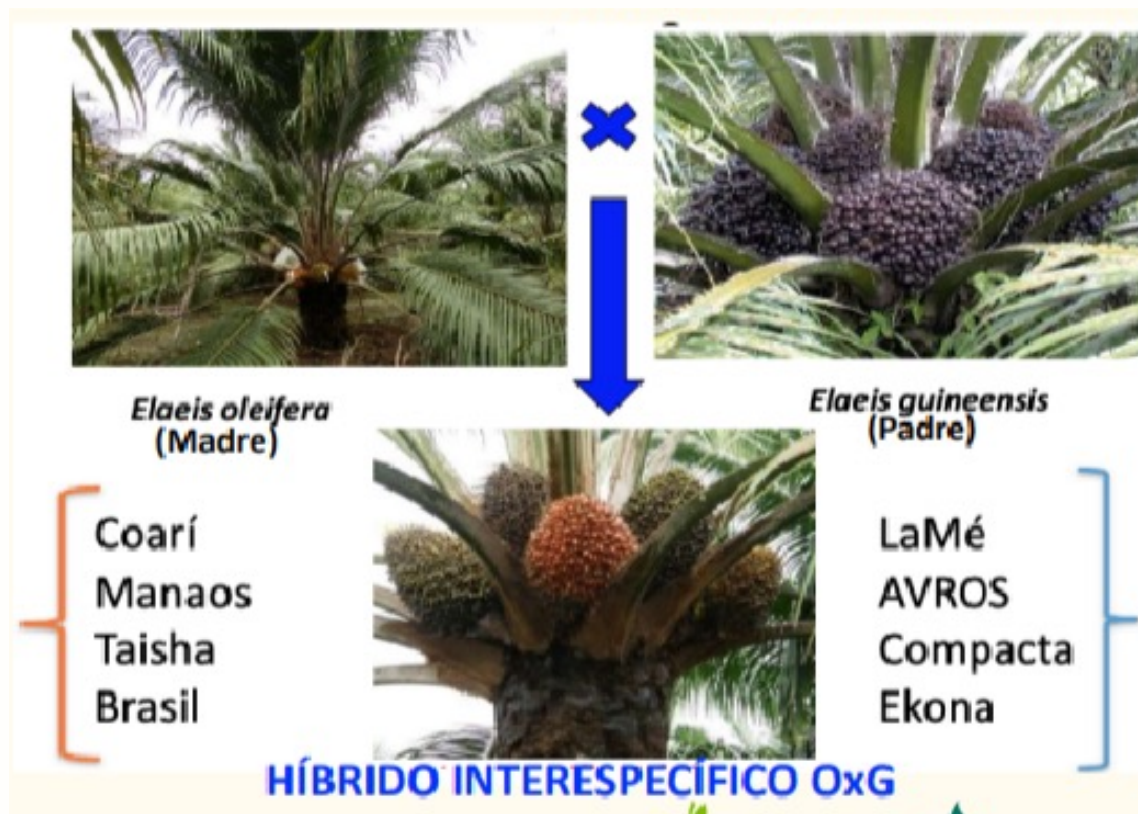 Elaeis oleifera
(Madre)
Elaeis guineensis
(Padre)
Coarí
Manaos
Taisha
Brasil
LaMé
AVROS
Compacta
Ekona
HÍBRIDO INTERESPECÍFICO OxG